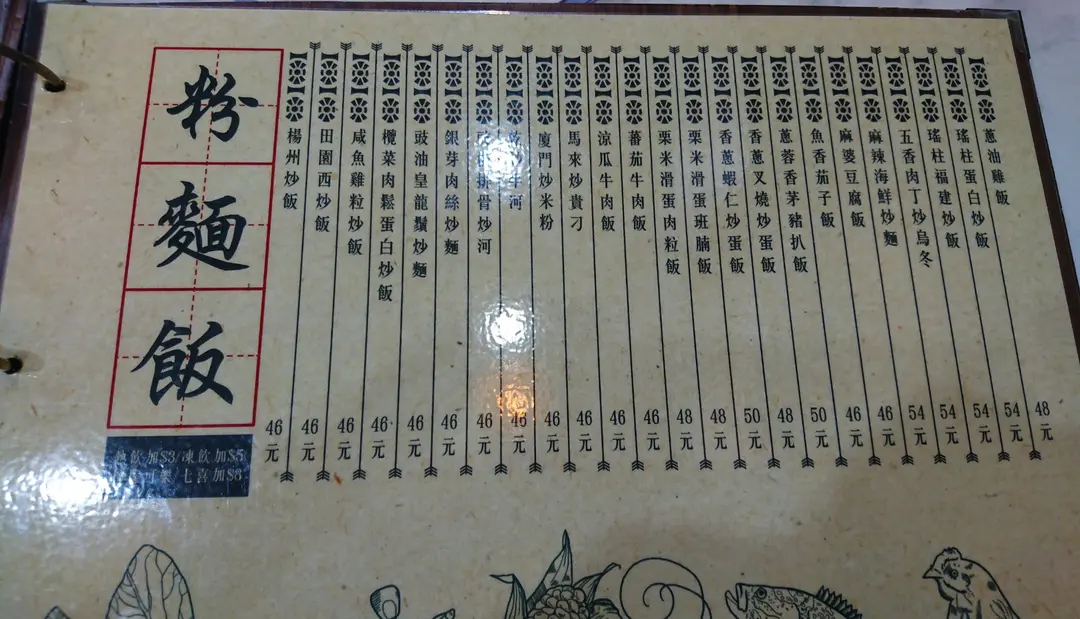 粉麵飯
楊州炒飯 46元
田園西炒飯 46元
咸魚雞粒炒飯 46元
欖菜肉鬆蛋白炒飯 46元
豉油皇龍鬚炒麵 46元
銀芽肉絲炒麵 46元
排骨炒河 46元
河 46元
廈門炒米粉 46元
馬來炒貴刁 46元
涼瓜牛肉飯 46元
蕃茄牛肉飯 46元
栗米滑蛋肉粒飯 48元
栗米滑蛋班腩飯 48元
香蔥蝦仁炒蛋飯 50元
香蔥叉燒炒蛋飯 48元
蔥蓉香茅豬扒飯 50元
魚香茄子飯 46元
麻婆豆腐飯 46元
麻辣海鮮炒麵 54元
五香肉丁炒烏冬 54元
瑤柱福建炒飯 54元
瑤柱蛋白炒飯 54元
蔥油雞飯 48元
飲加$3/凍飲加$5
/七喜加$8